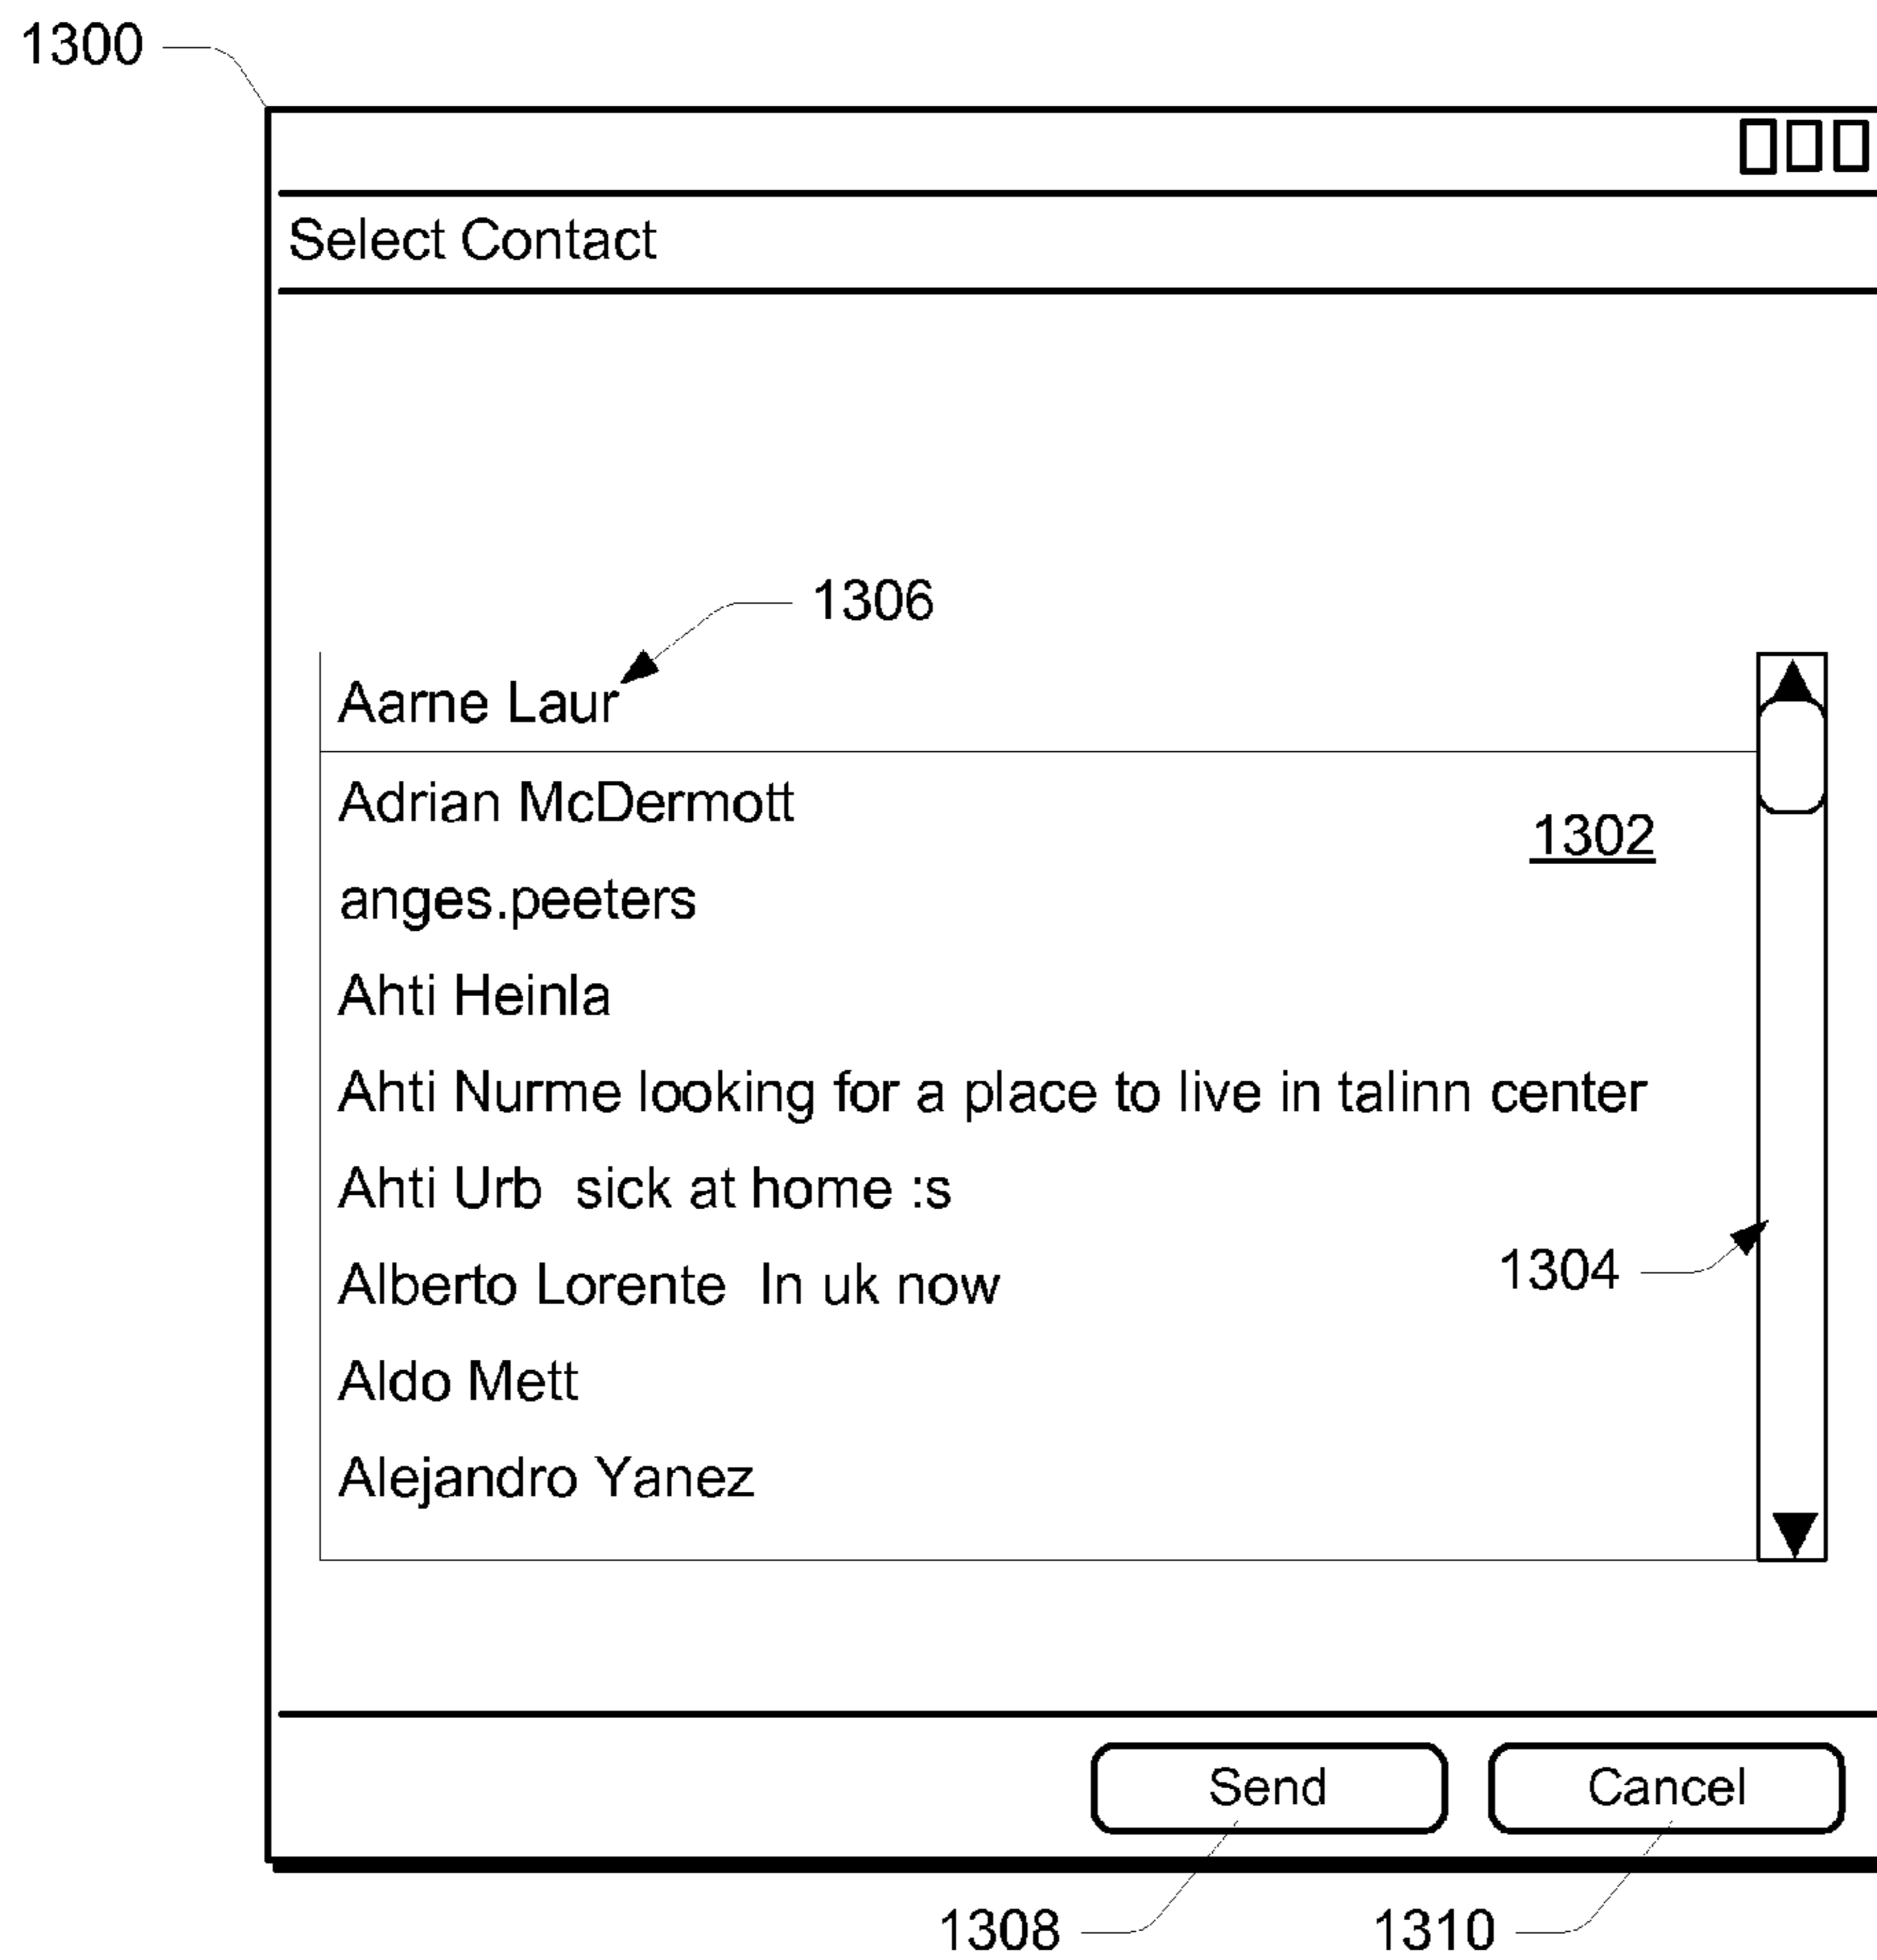 1300
Select Contact
1306
Aarne Laur
Adrian McDermott
1302
anges.peeters
Ahti Heinla
Ahti Nurme looking for a place to live in talinn center
Ahti Urb sick at home :s
1304
Alberto Lorente In uk now
Aldo Mett
Alejandro Yanez
Send Cancel
1308 1310